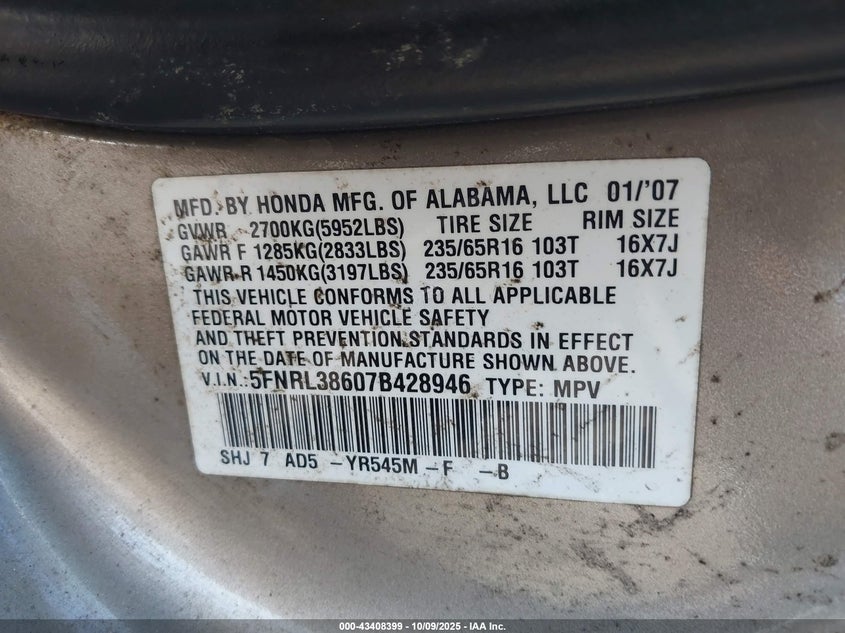 MFD. BY HONDA MFG. OF ALABAMA, LLC 01/'07
GVWR 2700KG(5952LBS) TIRE SIZE RIM SIZE
GAWR F 1285KG(2833LBS) 235/65R16 103T 16X7J
GAWR R 1450KG(3197LBS) 235/65R16 103T 16X7J
THIS VEHICLE CONFORMS TO ALL APPLICABLE
FEDERAL MOTOR VEHICLE SAFETY
AND THEFT PREVENTION STANDARDS IN EFFECT
ON THE DATE OF MANUFACTURE SHOWN ABOVE.
V.I.N.: 5FNRL38607B428946 TYPE: MPV
SHJ 7 AD5 -YR545M -F -B
000-43408399 | 10/09/2025 - IAA Inc.